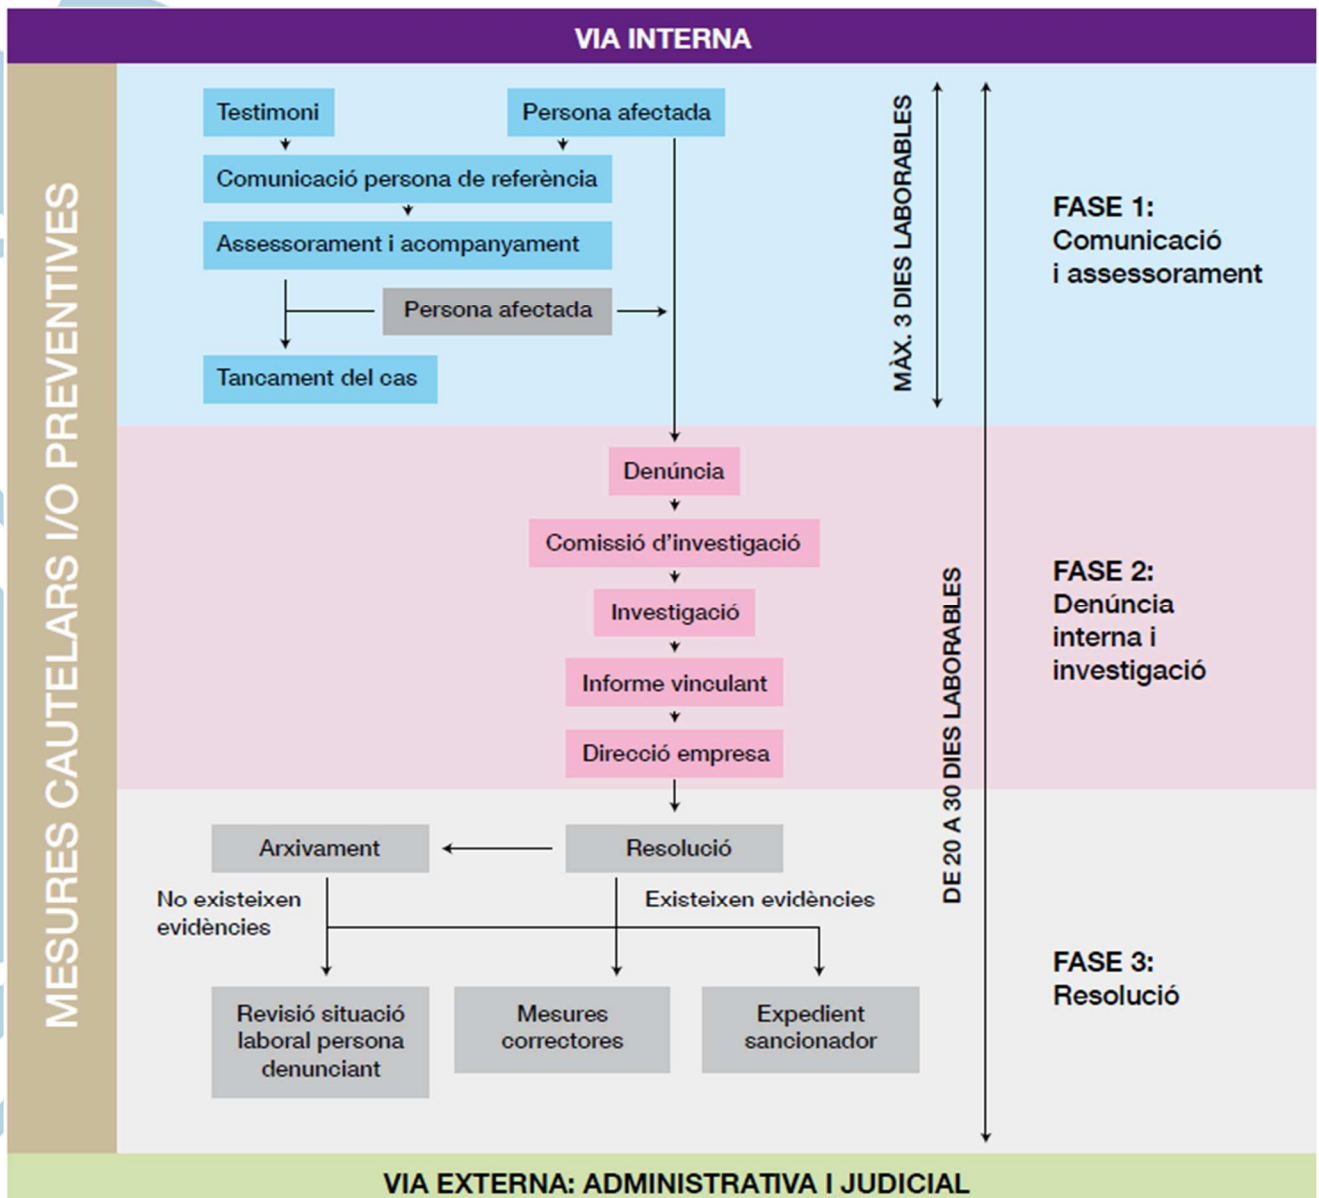 VIA INTERNA
MESURES CAUTELARS I/O PREVENTIVES
Testimoni
Persona afectada
Comunicació persona de referència
Assessorament i acompanyament
Persona afectada
Tancament del cas
MÀX. 3 DIES LABORABLES
FASE 1:
Comunicació
i assessorament
Denúncia
Comissió d'investigació
Investigació
Informe vinculant
Direcció empresa
DE 20 A 30 DIES LABORABLES
FASE 2:
Denúncia
interna i
investigació
Arxivament
Resolució
No existeixen
evidències
Existeixen evidències
Revisió situació
laboral persona
denunciant
Mesures
correctores
Expedient
sancionador
FASE 3:
Resolució
VIA EXTERNA: ADMINISTRATIVA I JUDICIAL